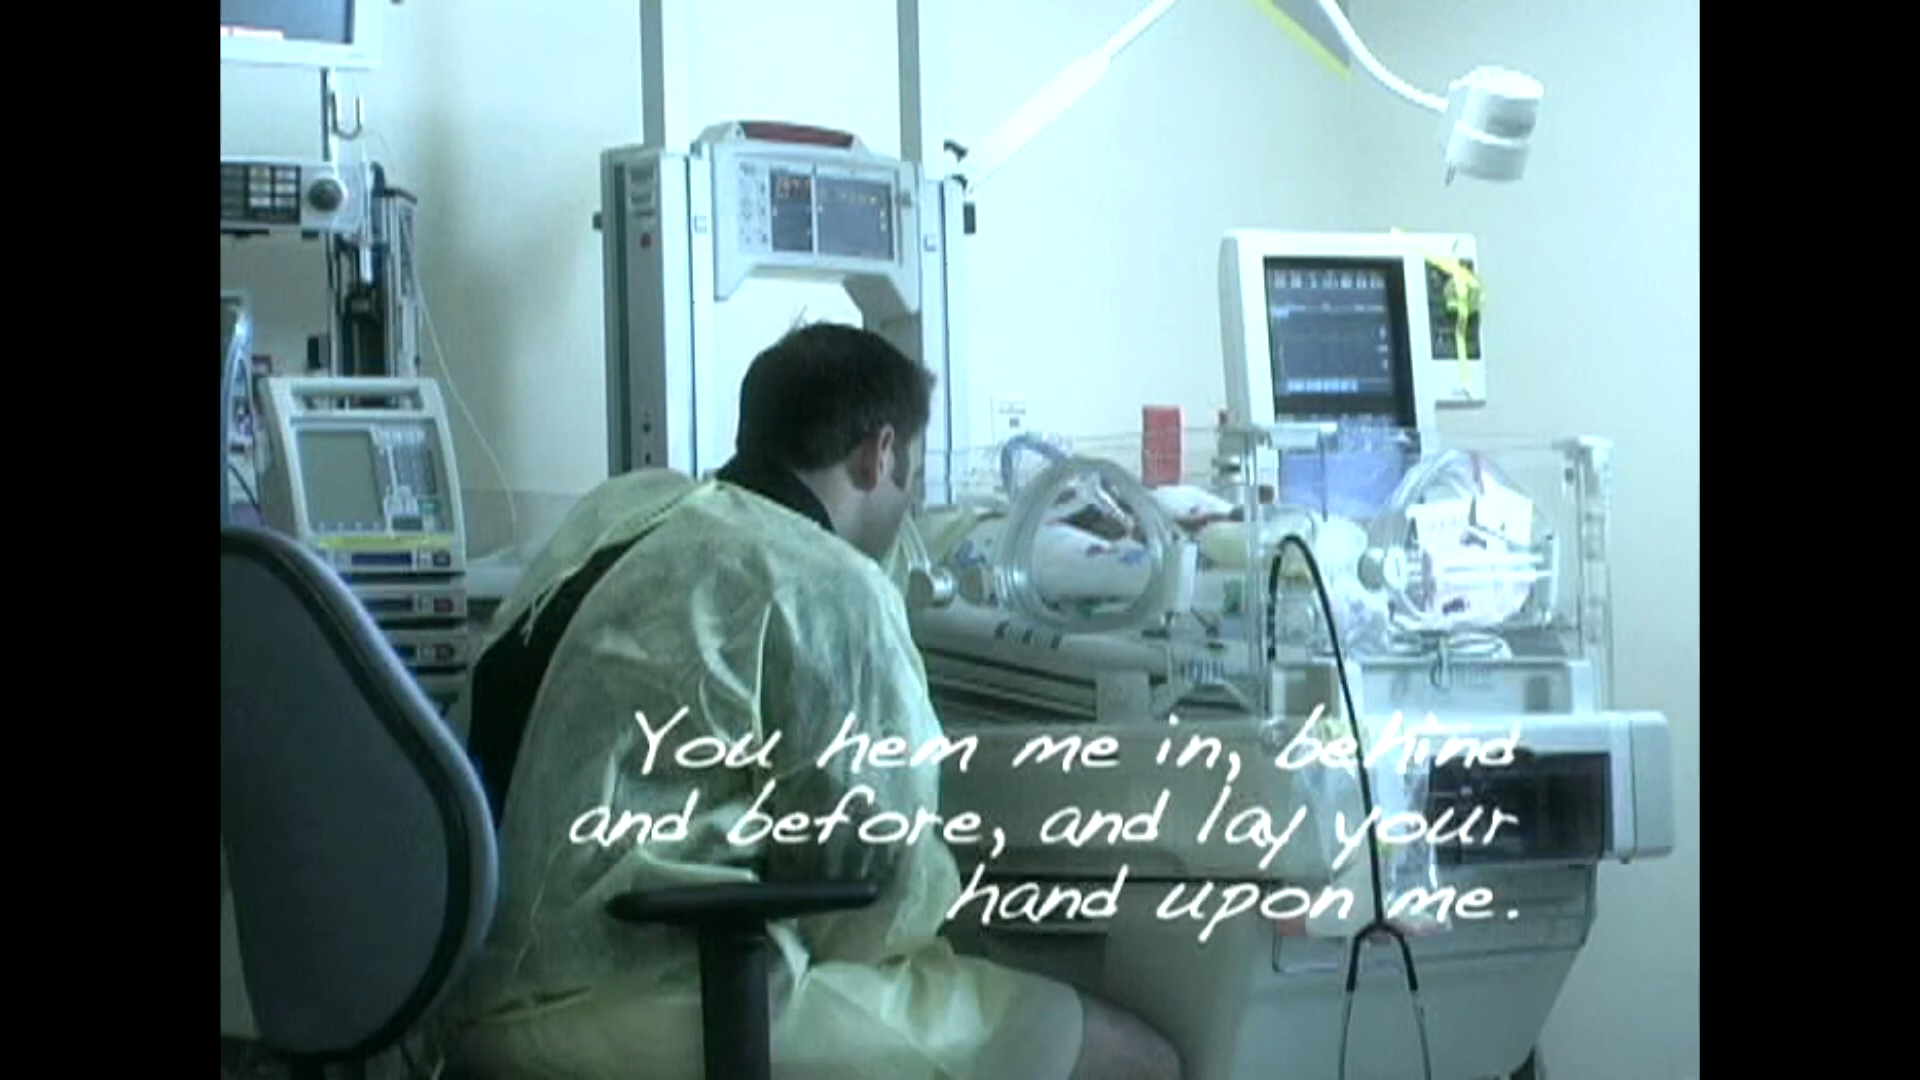 You hem me in, behind
and before, and lay your
hand upon me.